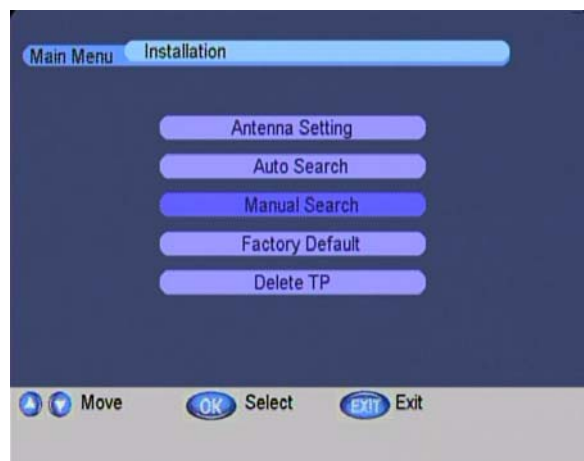 Main Menu Installation
Antenna Setting
Auto Search
Manual Search
Factory Default
Delete TP
Move OK Select EXIT Exit